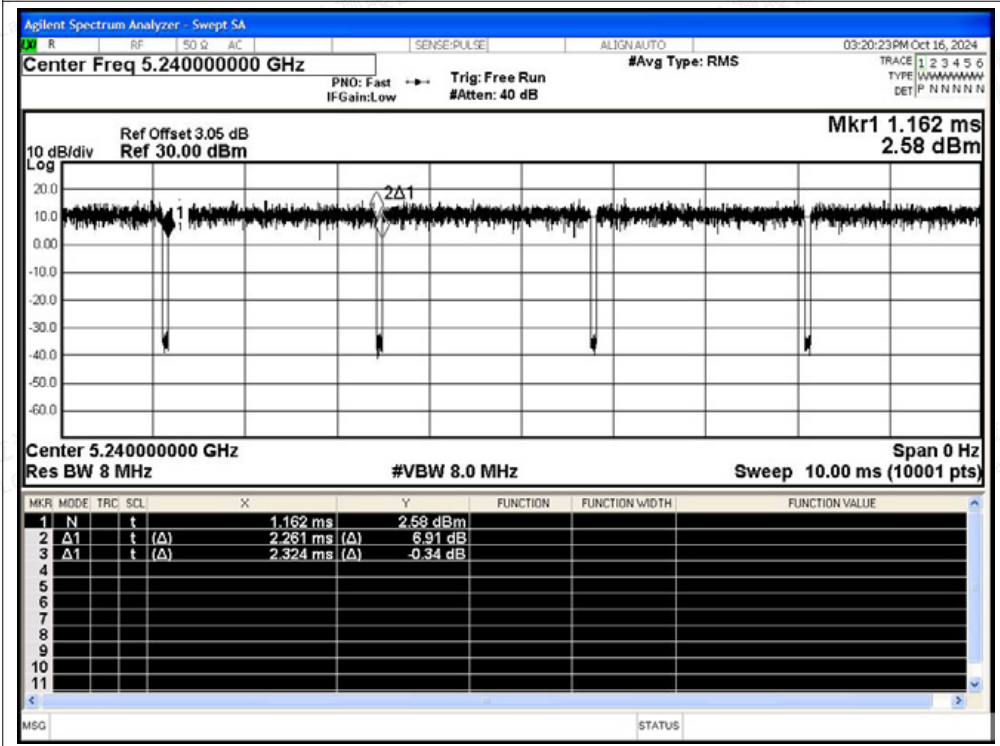 Agilent Spectrum Analyzer - Swept SA
LXI R RF 50 Ω AC SENSE:PULSE ALIGN AUTO 03:20:23 PM Oct 16, 2024
Center Freq 5.240000000 GHz #Avg Type: RMS TRACE 1 2 3 4 5 6
PNO: Fast Trig: Free Run TYPE WWWWWW
IFGain:Low #Atten: 40 dB DET P N N N N N
Mkr1 1.162 ms
Ref Offset 3.05 dB
10 dB/div Ref 30.00 dBm 2.58 dBm
Log
20.0
2Δ1
10.0
1
0.00
-10.0
-20.0
-30.0
-40.0
-50.0
-60.0
Center 5.240000000 GHz Span 0 Hz
Res BW 8 MHz #VBW 8.0 MHz Sweep 10.00 ms (10001 pts)
MKR MODE TRC SCL X Y FUNCTION FUNCTION WIDTH FUNCTION VALUE
1 N t 1.162 ms 2.58 dBm
2 Δ1 t (Δ) 2.261 ms (Δ) 6.91 dB
3 Δ1 t (Δ) 2.324 ms (Δ) -0.34 dB
4
5
6
7
8
9
10
11
MSG STATUS